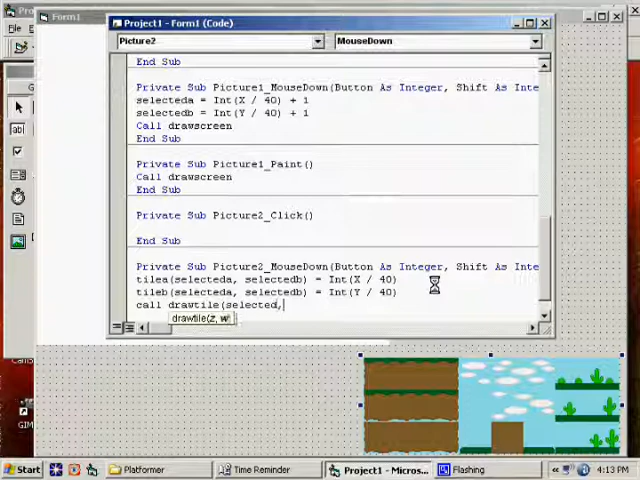 Form1
Project1 - Form1 (Code)
Picture2
MouseDown
End Sub
Private Sub Picture1_MouseDown(Button As Integer, Shift As Inte
selecteda = Int(X / 40) + 1
selectedb = Int(Y / 40) + 1
Call drawscreen
End Sub
Private Sub Picture1_Paint()
Call drawscreen
End Sub
Private Sub Picture2_Click()
End Sub
Private Sub Picture2_MouseDown(Button As Integer, Shift As Inte
tilea(selecteda, selectedb) = Int(X / 40)
tileb(selecteda, selectedb) = Int(Y / 40)
call drawtile(selected,
drawtile(z, w)
ab|
GIM
Start
Platformer
Time Reminder
Project1 - Micros...
Flashing
4:13 PM